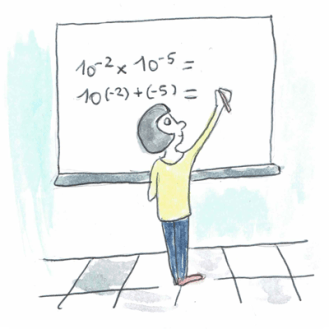 10⁻² x 10⁻⁵ =
10(-2) + (-5) =